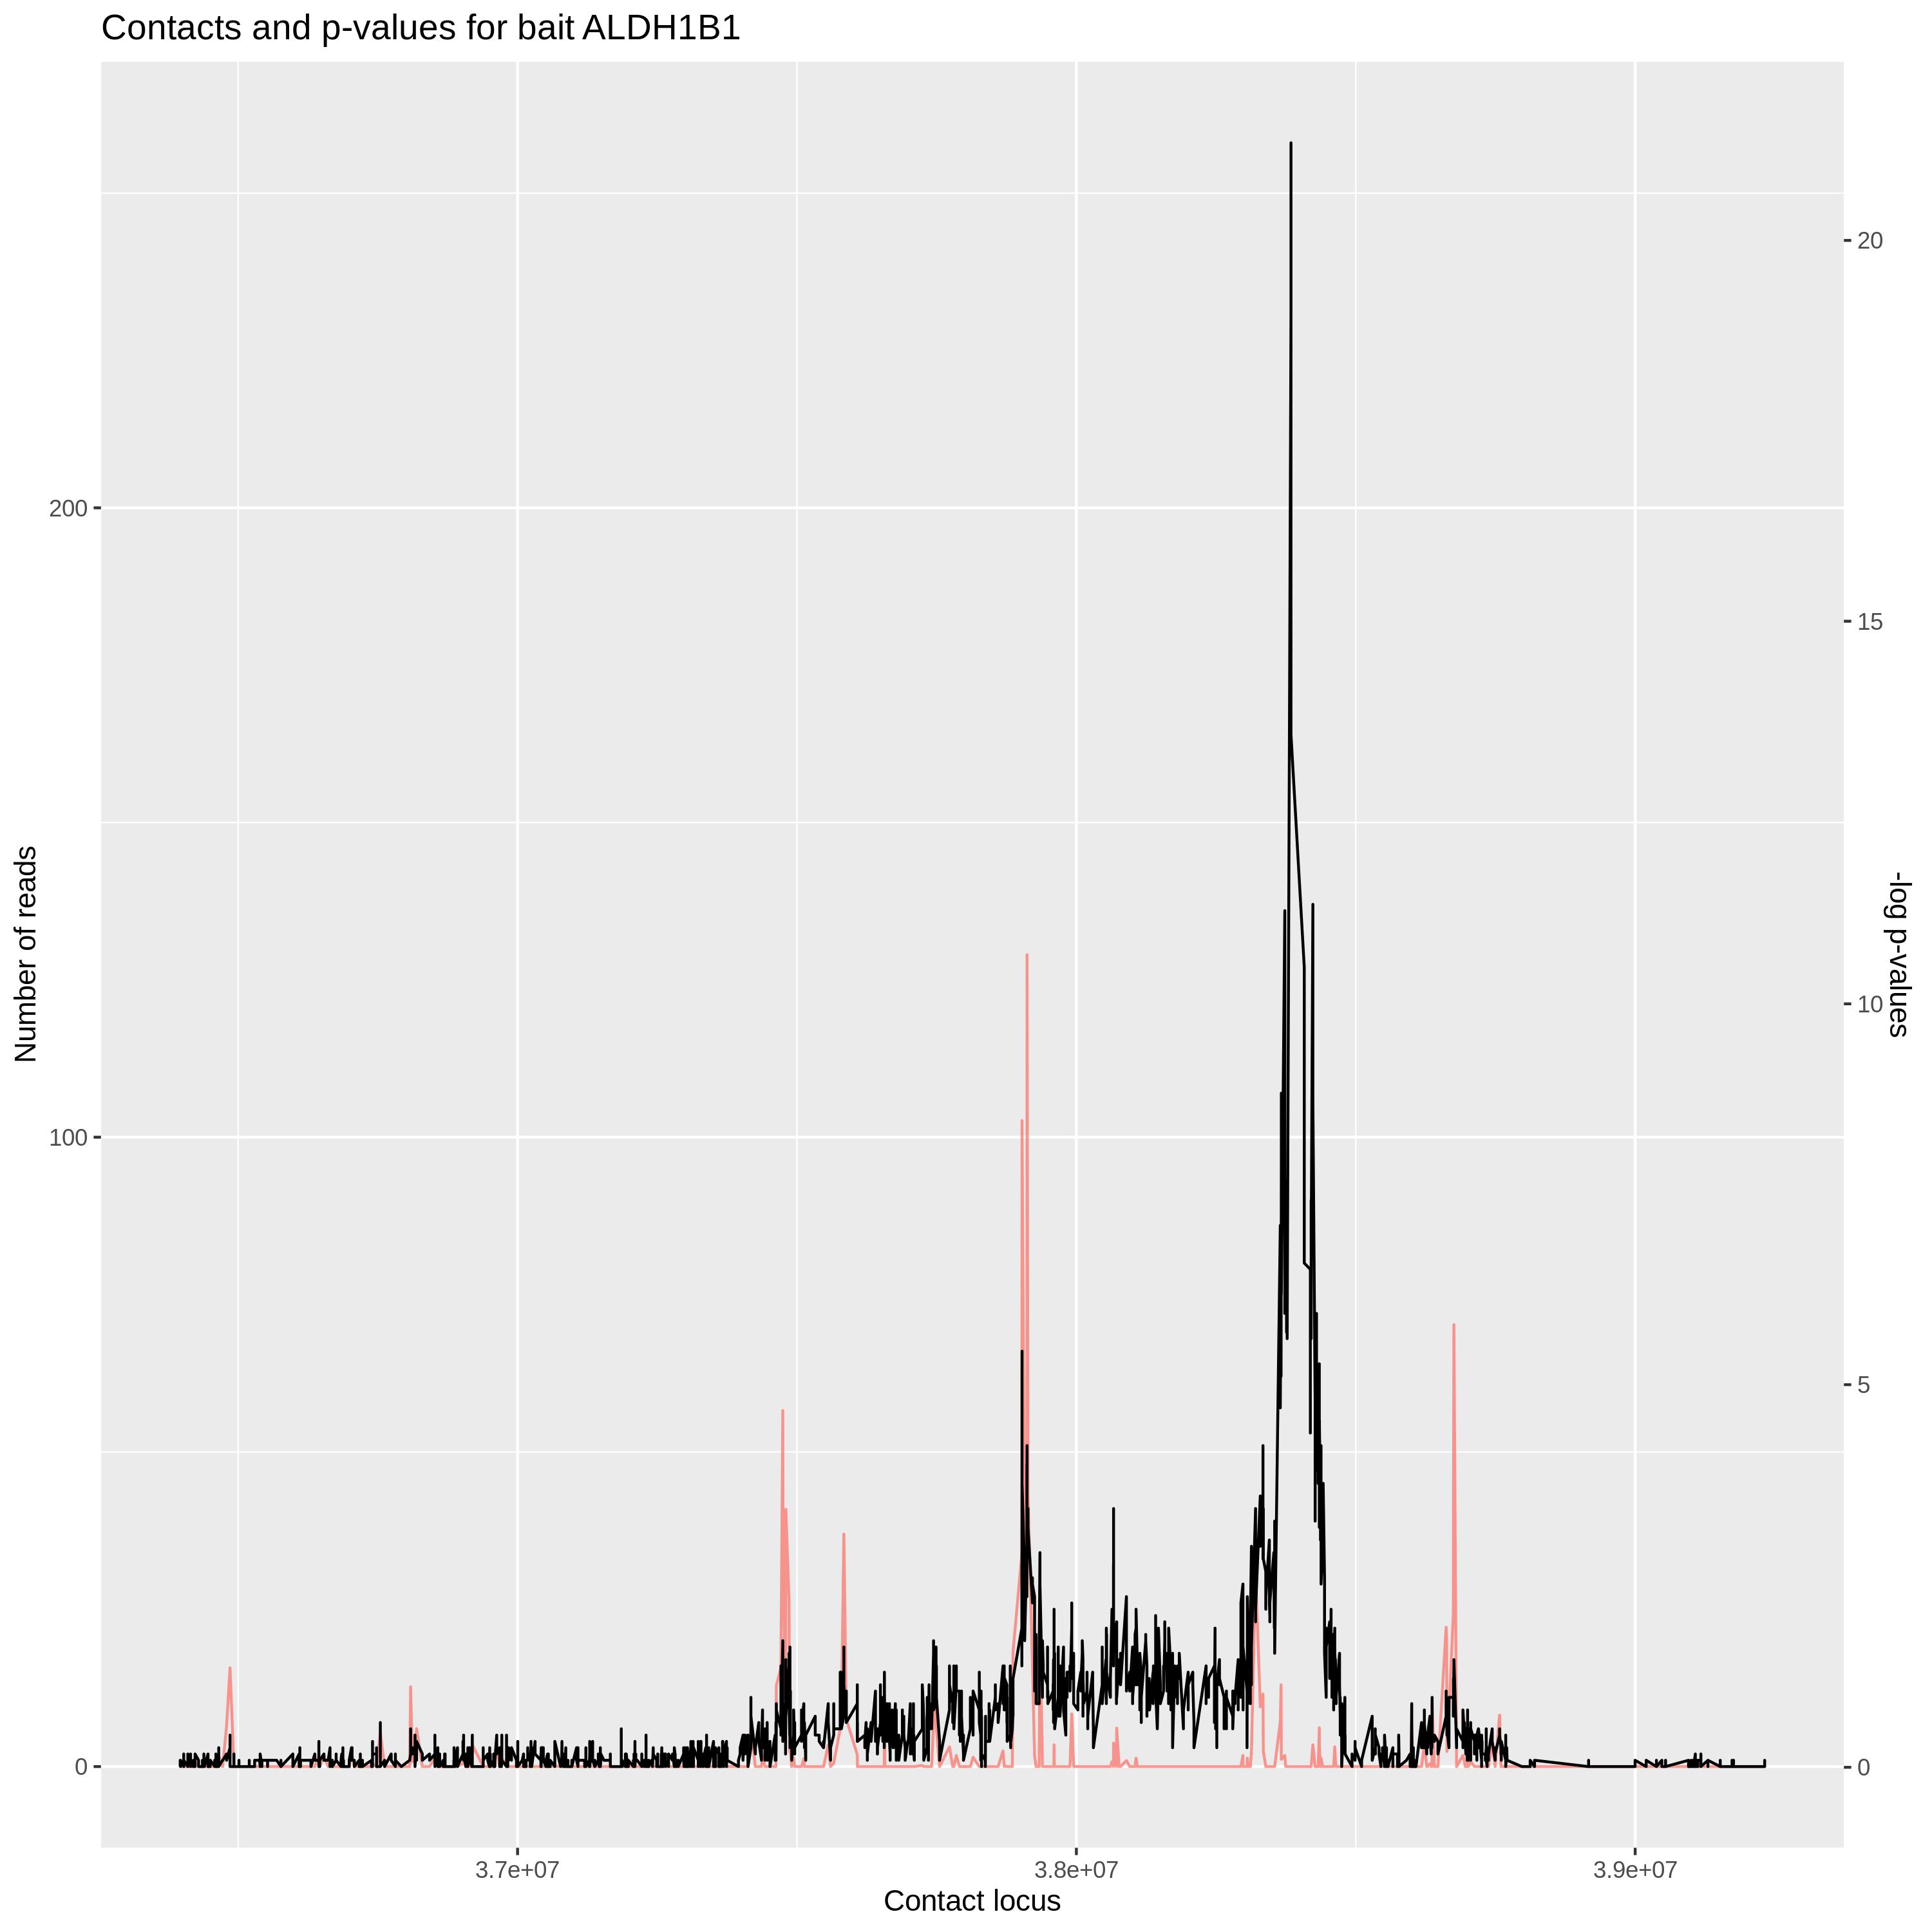 Contacts and p-values for bait ALDH1B1
Number of reads
200
100
0
20
15
10
5
0
-log p-values
3.7e+07
3.8e+07
3.9e+07
Contact locus